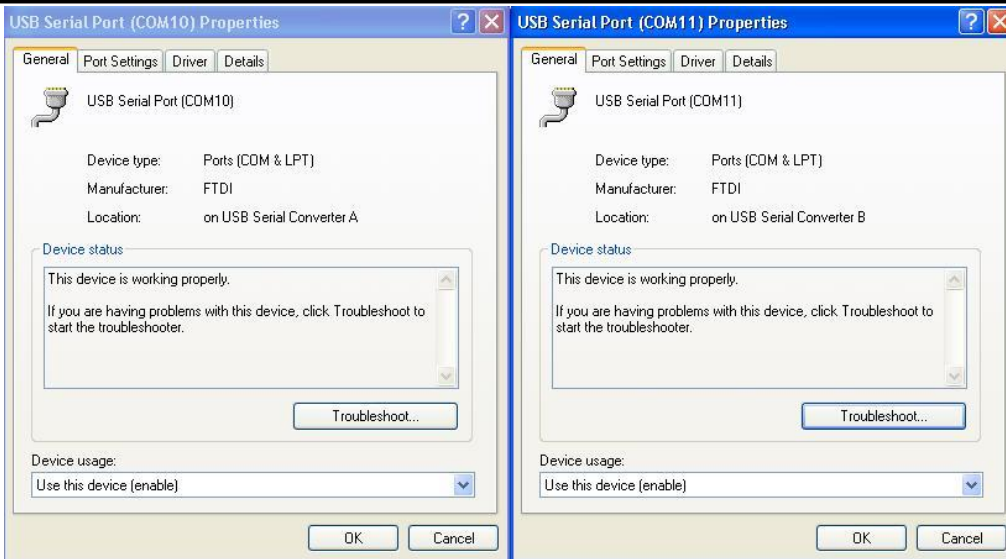 USB Serial Port (COM10) Properties
General Port Settings Driver Details
USB Serial Port (COM10)
Device type: Ports (COM & LPT)
Manufacturer: FTDI
Location: on USB Serial Converter A
Device status
This device is working properly.
If you are having problems with this device, click Troubleshoot to
start the troubleshooter.
Troubleshoot...
Device usage:
Use this device (enable)
OK Cancel
USB Serial Port (COM11) Properties
General Port Settings Driver Details
USB Serial Port (COM11)
Device type: Ports (COM & LPT)
Manufacturer: FTDI
Location: on USB Serial Converter B
Device status
This device is working properly.
If you are having problems with this device, click Troubleshoot to
start the troubleshooter.
Troubleshoot...
Device usage:
Use this device (enable)
OK Cancel